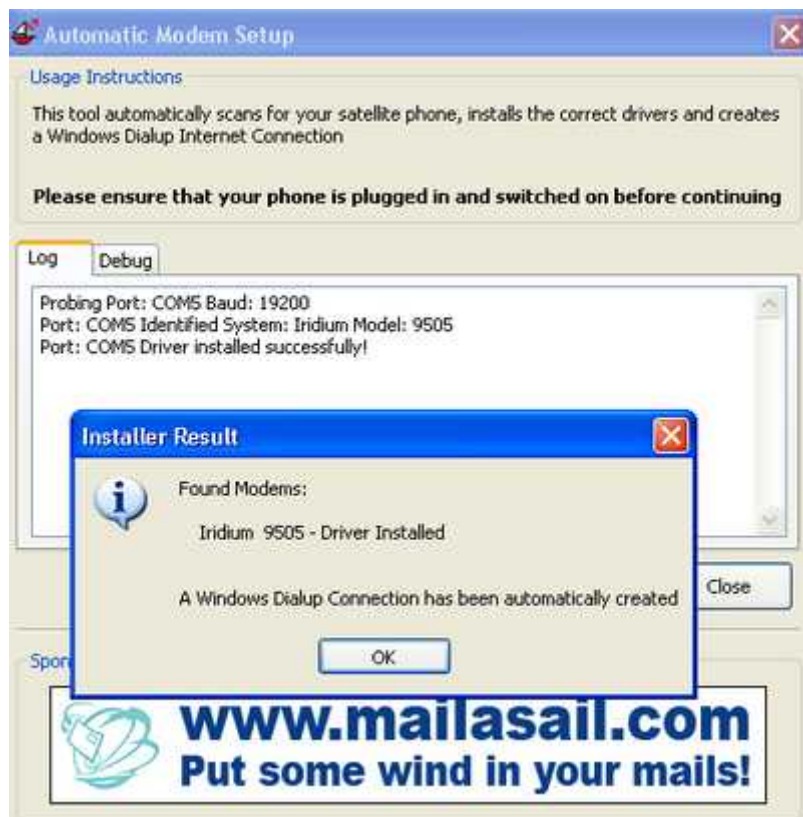 Automatic Modem Setup
Usage Instructions
This tool automatically scans for your satellite phone, installs the correct drivers and creates
a Windows Dialup Internet Connection
Please ensure that your phone is plugged in and switched on before continuing
Log
Debug
Probing Port: COM5 Baud: 19200
Port: COM5 Identified System: Iridium Model: 9505
Port: COM5 Driver installed successfully!
Installer Result
Found Modems:
Iridium 9505 - Driver Installed
A Windows Dialup Connection has been automatically created
OK
Close
www.mailasail.com
Put some wind in your mails!